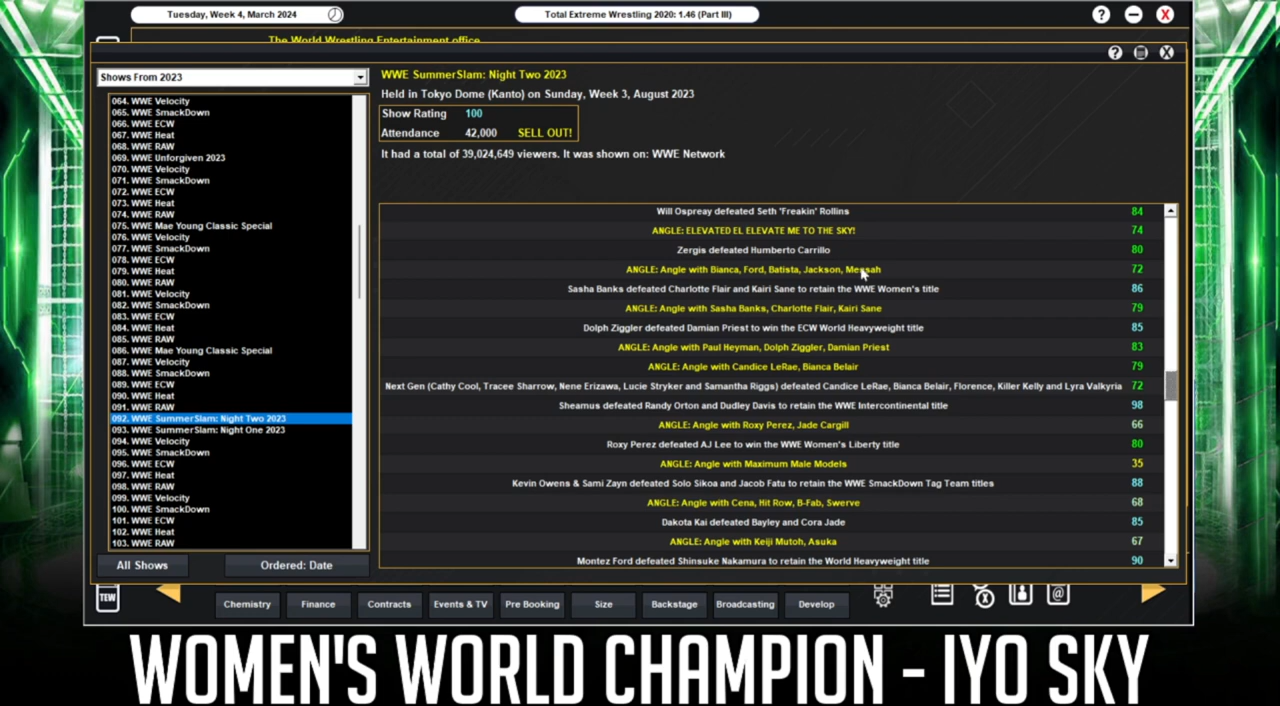 Tuesday, Week 4, March 2024
Total Extreme Wrestling 2020: 1.46 (Part III)
The World Wrestling Entertainment office
Shows From 2023
064. WWE Velocity
065. WWE SmackDown
066. WWE ECW
067. WWE Heat
068. WWE RAW
069. WWE Unforgiven 2023
070. WWE Velocity
071. WWE SmackDown
072. WWE ECW
073. WWE Heat
074. WWE RAW
075. WWE Mae Young Classic Special
076. WWE Velocity
077. WWE SmackDown
078. WWE ECW
079. WWE Heat
080. WWE RAW
081. WWE Velocity
082. WWE SmackDown
083. WWE ECW
084. WWE Heat
085. WWE RAW
086. WWE Mae Young Classic Special
087. WWE Velocity
088. WWE SmackDown
089. WWE ECW
090. WWE Heat
091. WWE RAW
092. WWE SummerSlam: Night Two 2023
093. WWE SummerSlam: Night One 2023
094. WWE Velocity
095. WWE SmackDown
096. WWE ECW
097. WWE Heat
098. WWE RAW
099. WWE Velocity
100. WWE SmackDown
101. WWE ECW
102. WWE Heat
103. WWE RAW
All Shows
Ordered: Date
WWE SummerSlam: Night Two 2023
Held in Tokyo Dome (Kanto) on Sunday, Week 3, August 2023
Show Rating 100
Attendance 42,000 SELL OUT!
It had a total of 39,024,649 viewers. It was shown on: WWE Network
Will Ospreay defeated Seth 'Freakin' Rollins 84
ANGLE: ELEVATED EL ELEVATE ME TO THE SKY! 74
Zergis defeated Humberto Carrillo 80
ANGLE: Angle with Bianca, Ford, Batista, Jackson, 72
Sasha Banks defeated Charlotte Flair and Kairi Sane to retain the WWE Women's title 86
ANGLE: Angle with Sasha Banks, Charlotte Flair, Kairi Sane 79
Dolph Ziggler defeated Damian Priest to win the ECW World Heavyweight title 85
ANGLE: Angle with Paul Heyman, Dolph Ziggler, Damian Priest 83
ANGLE: Angle with Candice LeRae, Bianca Belair 79
Next Gen (Cathy Cool, Tracee Sharrow, Nene Erizawa, Lucie Stryker and Samantha Riggs) defeated Candice LeRae, Bianca Belair, Florence, Killer Kelly and Lyra Valkyria 72
Sheamus defeated Randy Orton and Dudley Davis to retain the WWE Intercontinental title 98
ANGLE: Angle with Roxy Perez, Jade Cargill 66
Roxy Perez defeated AJ Lee to win the WWE Women's Liberty title 80
ANGLE: Angle with Maximum Male Models 35
Kevin Owens & Sami Zayn defeated Solo Sikoa and Jacob Fatu to retain the WWE SmackDown Tag Team titles 88
ANGLE: Angle with Cena, Hit Row, B-Fab, Swerve 68
Dakota Kai defeated Bayley and Cora Jade 85
ANGLE: Angle with Keiji Mutoh, Asuka 67
Montez Ford defeated Shinsuke Nakamura to retain the World Heavyweight title 90
TEW
Chemistry
Finance
Contracts
Events & TV
Pre Booking
Size
Backstage
Broadcasting
Develop
WOMEN'S WORLD CHAMPION - IYO SKY